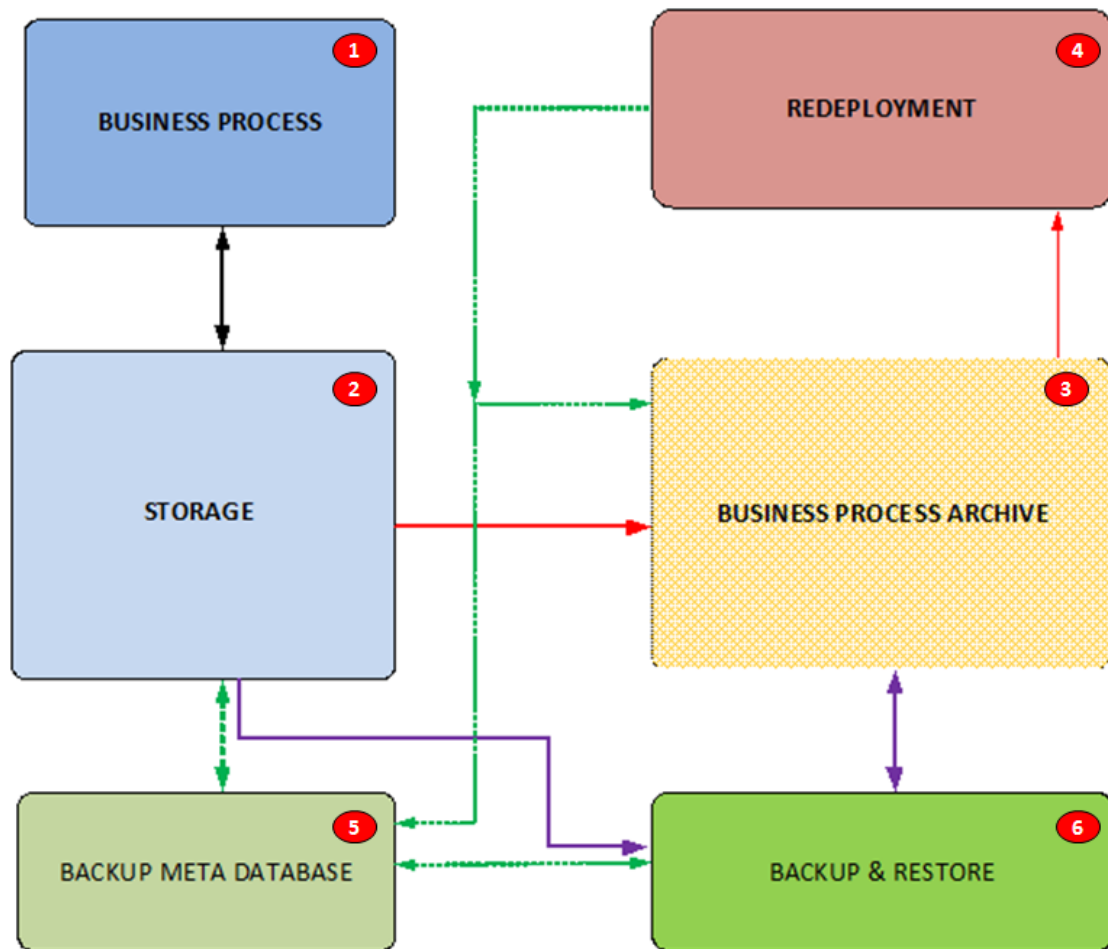 1
BUSINESS PROCESS
4
REDEPLOYMENT
2
STORAGE
3
BUSINESS PROCESS ARCHIVE
5
BACKUP META DATABASE
6
BACKUP & RESTORE